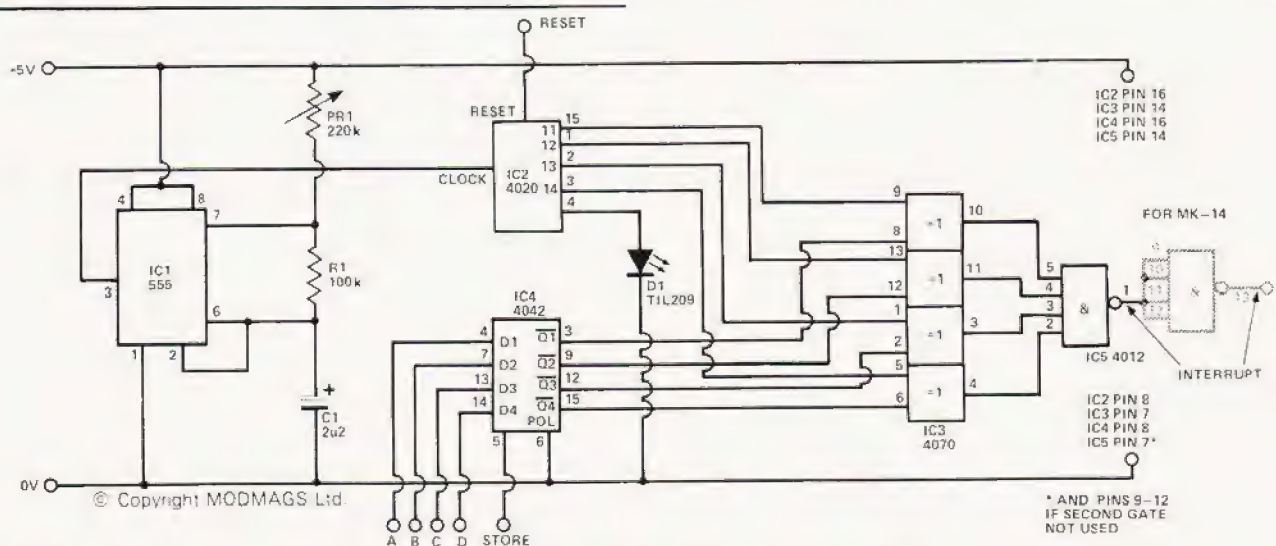 RESET
-5V
IC2 PIN 16
IC3 PIN 14
IC4 PIN 16
IC5 PIN 14
PR1
220k
RESET
15
11
1
12
2
13
3
14
4
IC2
4020
CLOCK
4
8
7
IC1
555
3
6
1
2
R1
100k
+
C1
2u2
D1
TIL209
IC4
4042
4
D1
Q1
3
7
D2
Q2
9
13
D3
Q3
12
14
D4
Q4
15
POL
5
6
9
=1
10
8
13
=1
11
12
1
=1
3
2
5
=1
4
6
IC3
4070
5
4
3
2
&
1
IC5 4012
FOR MK-14
10
11
12
&
13
INTERRUPT
IC2 PIN 8
IC3 PIN 7
IC4 PIN 8
IC5 PIN 7*
0V
© Copyright MODMAGS Ltd.
A B C D STORE
* AND PINS 9-12
IF SECOND GATE
NOT USED